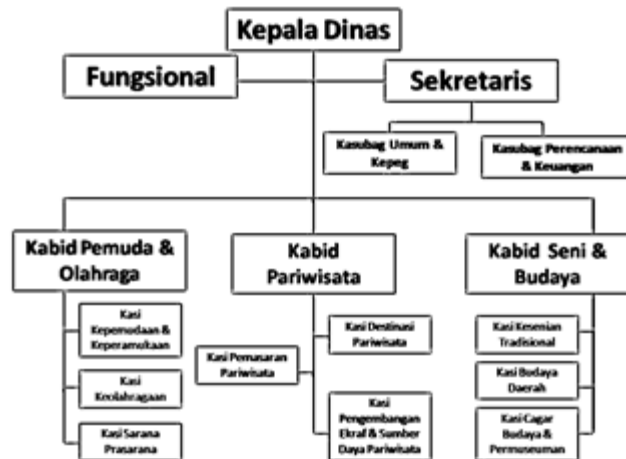 Kepala Dinas
Fungsional
Sekretaris
Kasubag Umum &
Kepeg
Kasubag Perencanaan
& Keuangan
Kabid Pemuda &
Olahraga
Kabid
Pariwisata
Kabid Seni &
Budaya
Kasi
Kepemudaan &
Kepramukaan
Kasi
Keolahragaan
Kasi Sarana
Prasarana
Kasi Destinasi
Pariwisata
Kasi Pemasaran
Pariwisata
Kasi
Pengembangan
Ekraf & Sumber
Daya Pariwisata
Kasi Kesenian
Tradisional
Kasi Budaya
Daerah
Kasi Cagar
Budaya &
Permuseuman